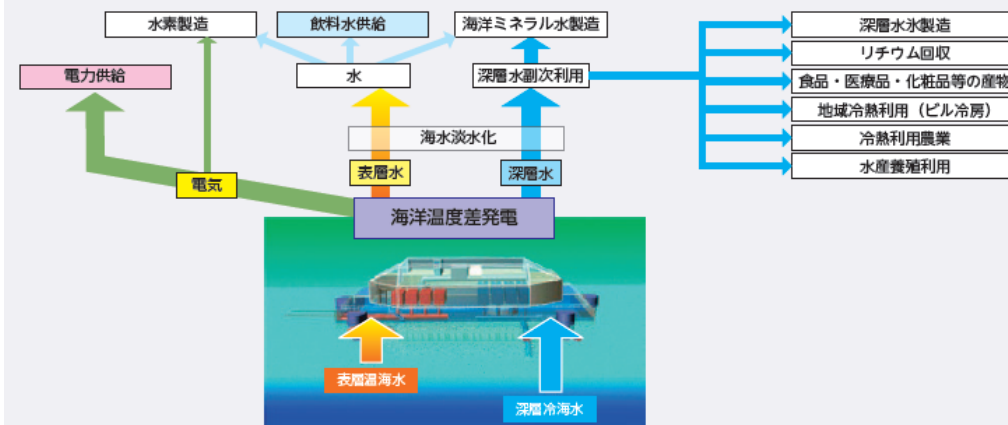 水素製造
飲料水供給
海洋ミネラル水製造
深層水氷製造
リチウム回収
食品・医療品・化粧品等の産物
地域冷熱利用（ビル冷房）
冷熱利用農業
水産養殖利用
電力供給
水
深層水副次利用
海水淡水化
電気
表層水
深層水
海洋温度差発電
表層温海水
深層冷海水